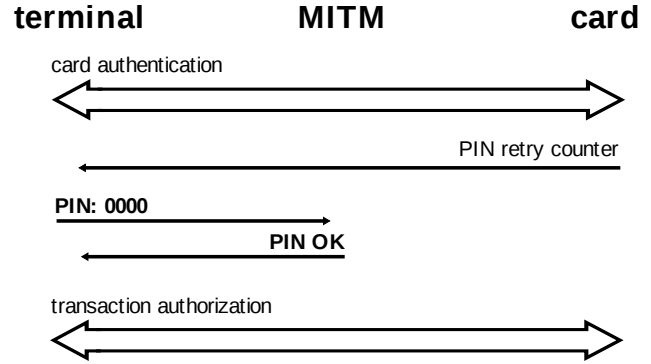 terminal MITM card
card authentication
PIN retry counter
PIN: 0000
PIN OK
transaction authorization